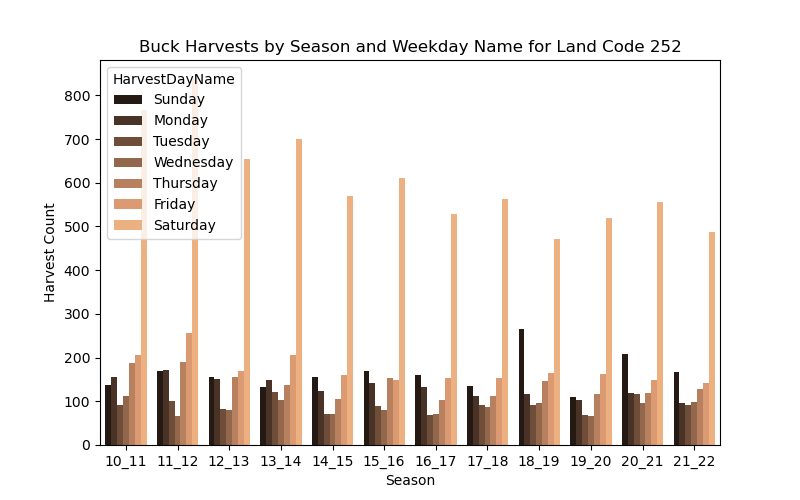 Buck Harvests by Season and Weekday Name for Land Code 252
HarvestDayName
Sunday
Monday
Tuesday
Wednesday
Thursday
Friday
Saturday
800
700
600
500
400
300
200
100
0
Harvest Count
10_11 11_12 12_13 13_14 14_15 15_16 16_17 17_18 18_19 19_20 20_21 21_22
Season